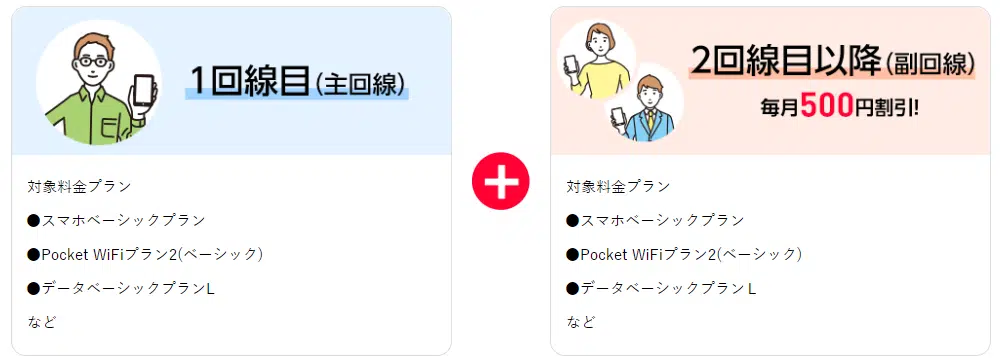 1回線目(主回線)
対象料金プラン
●スマホベーシックプラン
●Pocket WiFiプラン2(ベーシック)
●データベーシックプランL
など
2回線目以降(副回線)
毎月500円割引!
対象料金プラン
●スマホベーシックプラン
●Pocket WiFiプラン2(ベーシック)
●データベーシックプランL
など